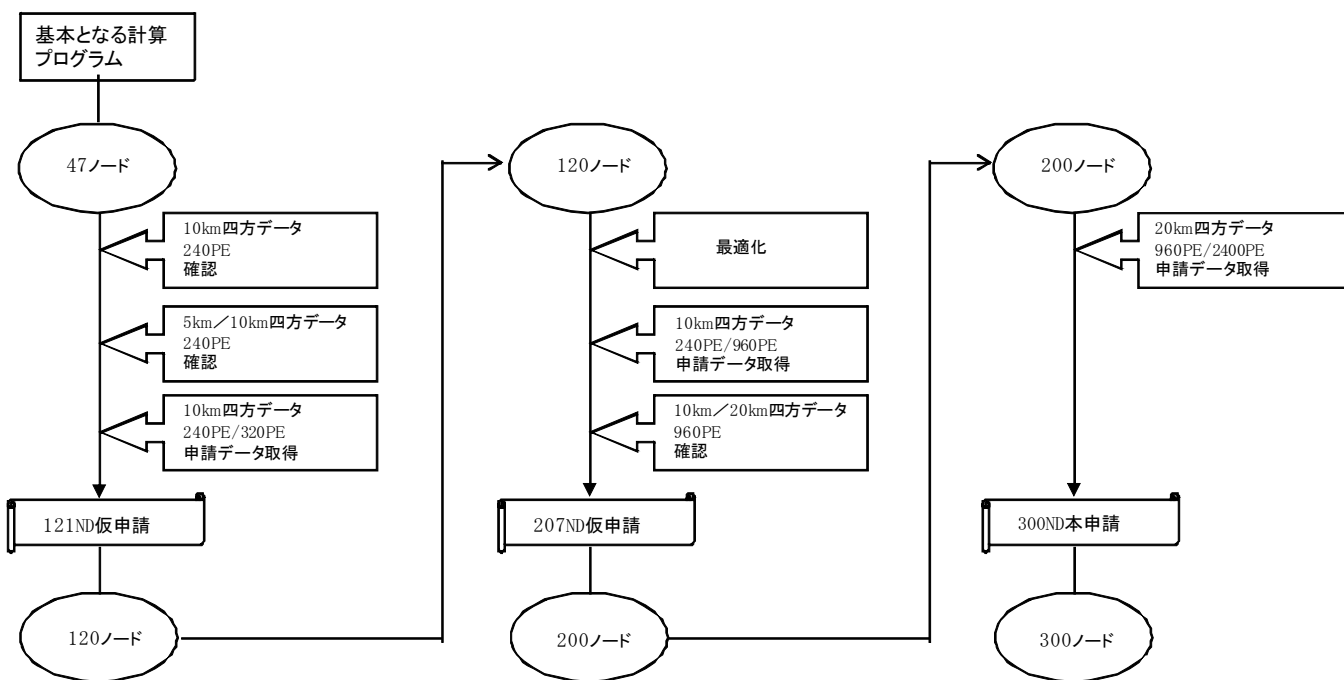 基本となる計算
プログラム
47ノード
10km四方データ
240PE
確認
5km／10km四方データ
240PE
確認
10km四方データ
240PE/320PE
申請データ取得
121ND仮申請
120ノード
120ノード
最適化
10km四方データ
240PE/960PE
申請データ取得
10km／20km四方データ
960PE
確認
207ND仮申請
200ノード
200ノード
20km四方データ
960PE/2400PE
申請データ取得
300ND本申請
300ノード